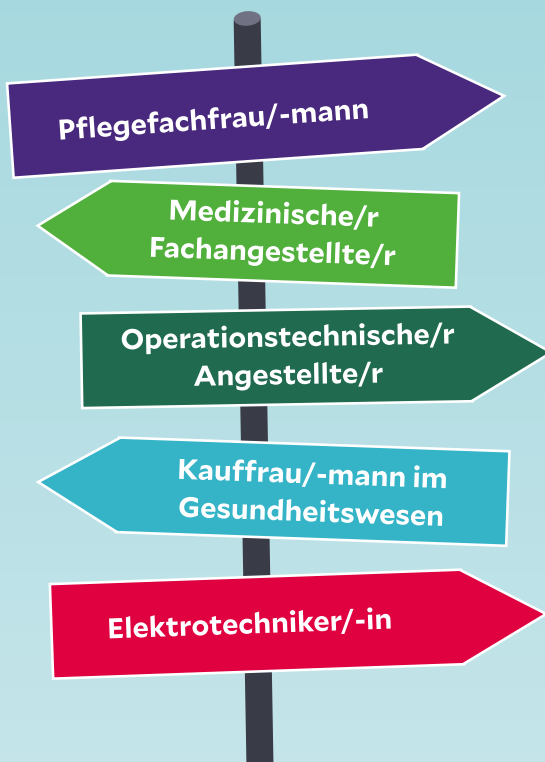 Pflegefachfrau/-mann
Medizinische/r
Fachangestellte/r
Operationstechnische/r
Angestellte/r
Kauffrau/-mann im
Gesundheitswesen
Elektrotechniker/-in